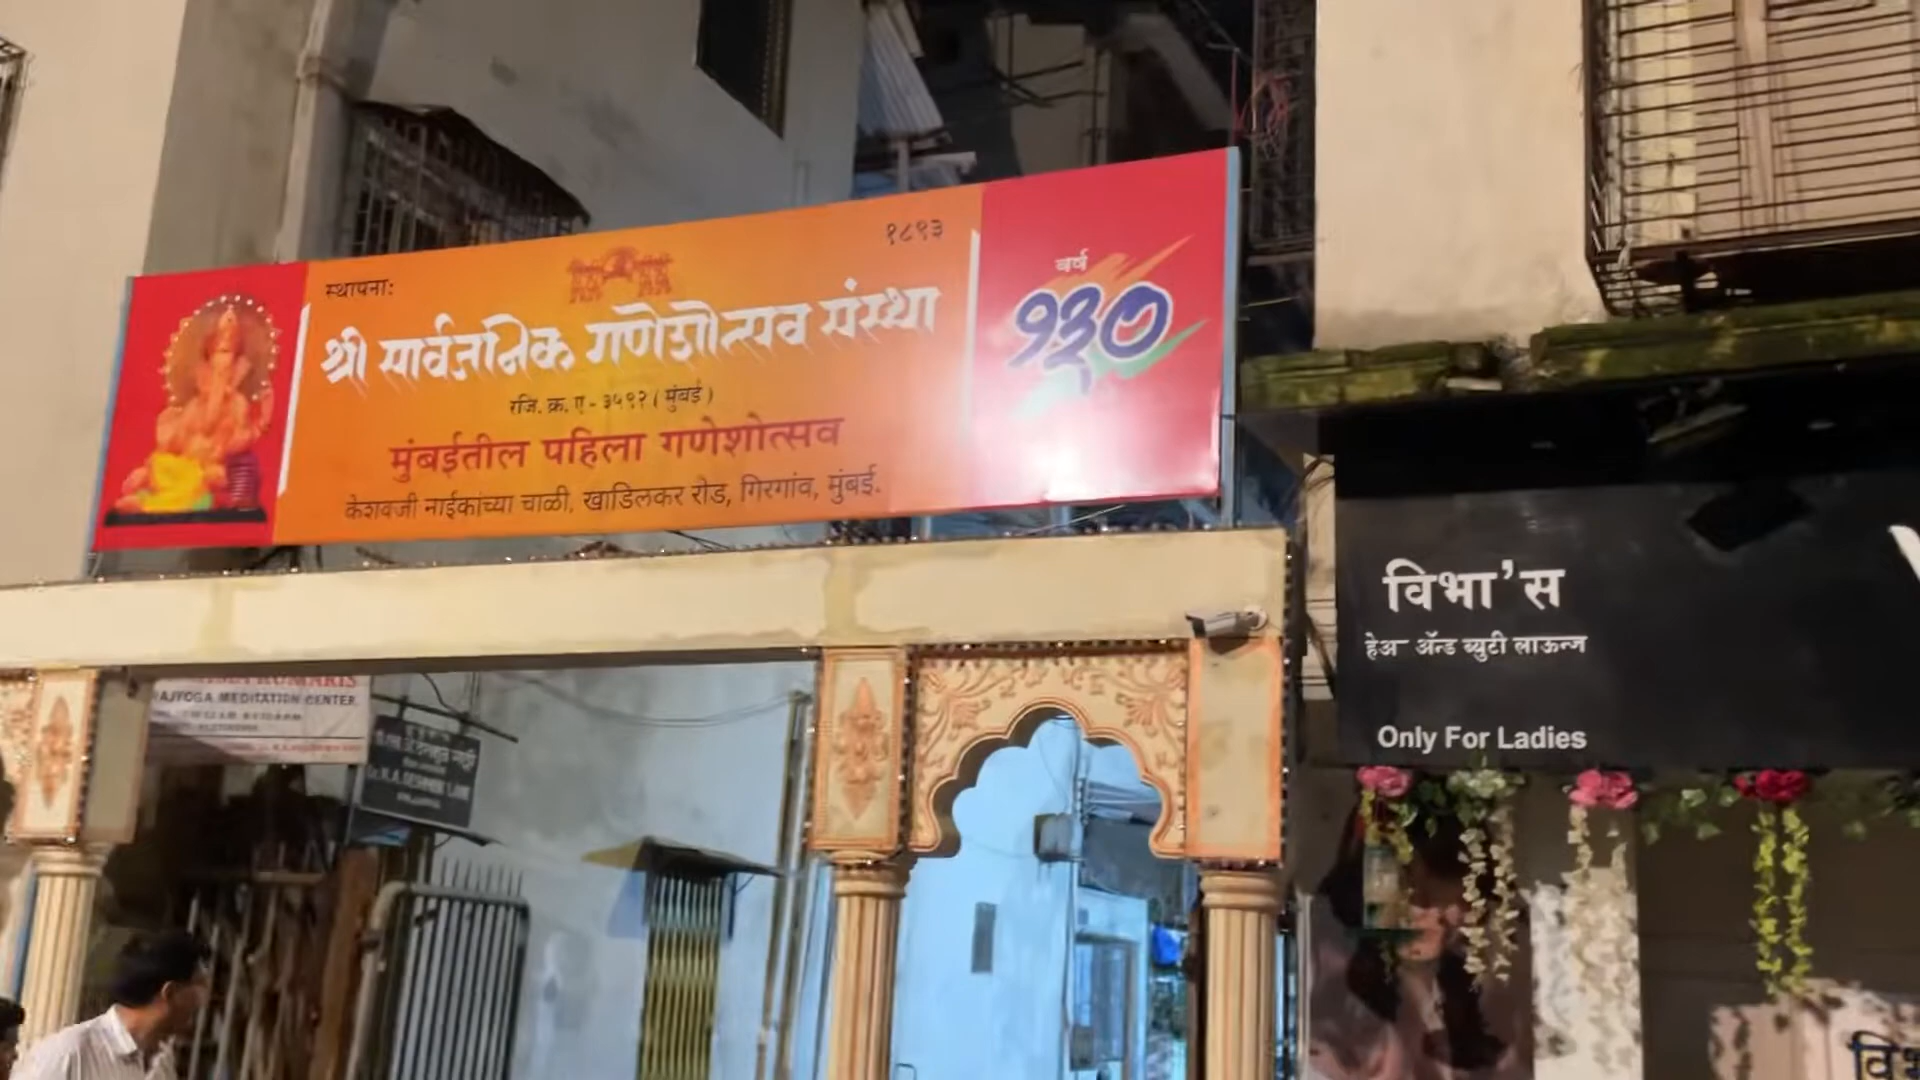 स्थापना:
१८९३
श्री सार्वजनिक गणेशोत्सव संस्था
रजि. क्र. ए - ३५९२ ( मुंबई )
मुंबईतील पहिला गणेशोत्सव
केशवजी नाईकांच्या चाळी, खाडिलकर रोड, गिरगांव, मुंबई.
वर्ष
१३०
विभा'स
हेअ ॲन्ड ब्युटी लाऊन्ज
Only For Ladies
RAJYOGA MEDITATION CENTER